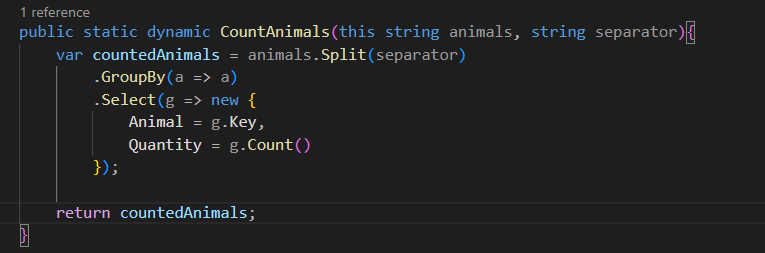 1 reference
public static dynamic CountAnimals(this string animals, string separator){
    var countedAnimals = animals.Split(separator)
        .GroupBy(a => a)
        .Select(g => new {
            Animal = g.Key,
            Quantity = g.Count()
        });
    return countedAnimals;
}